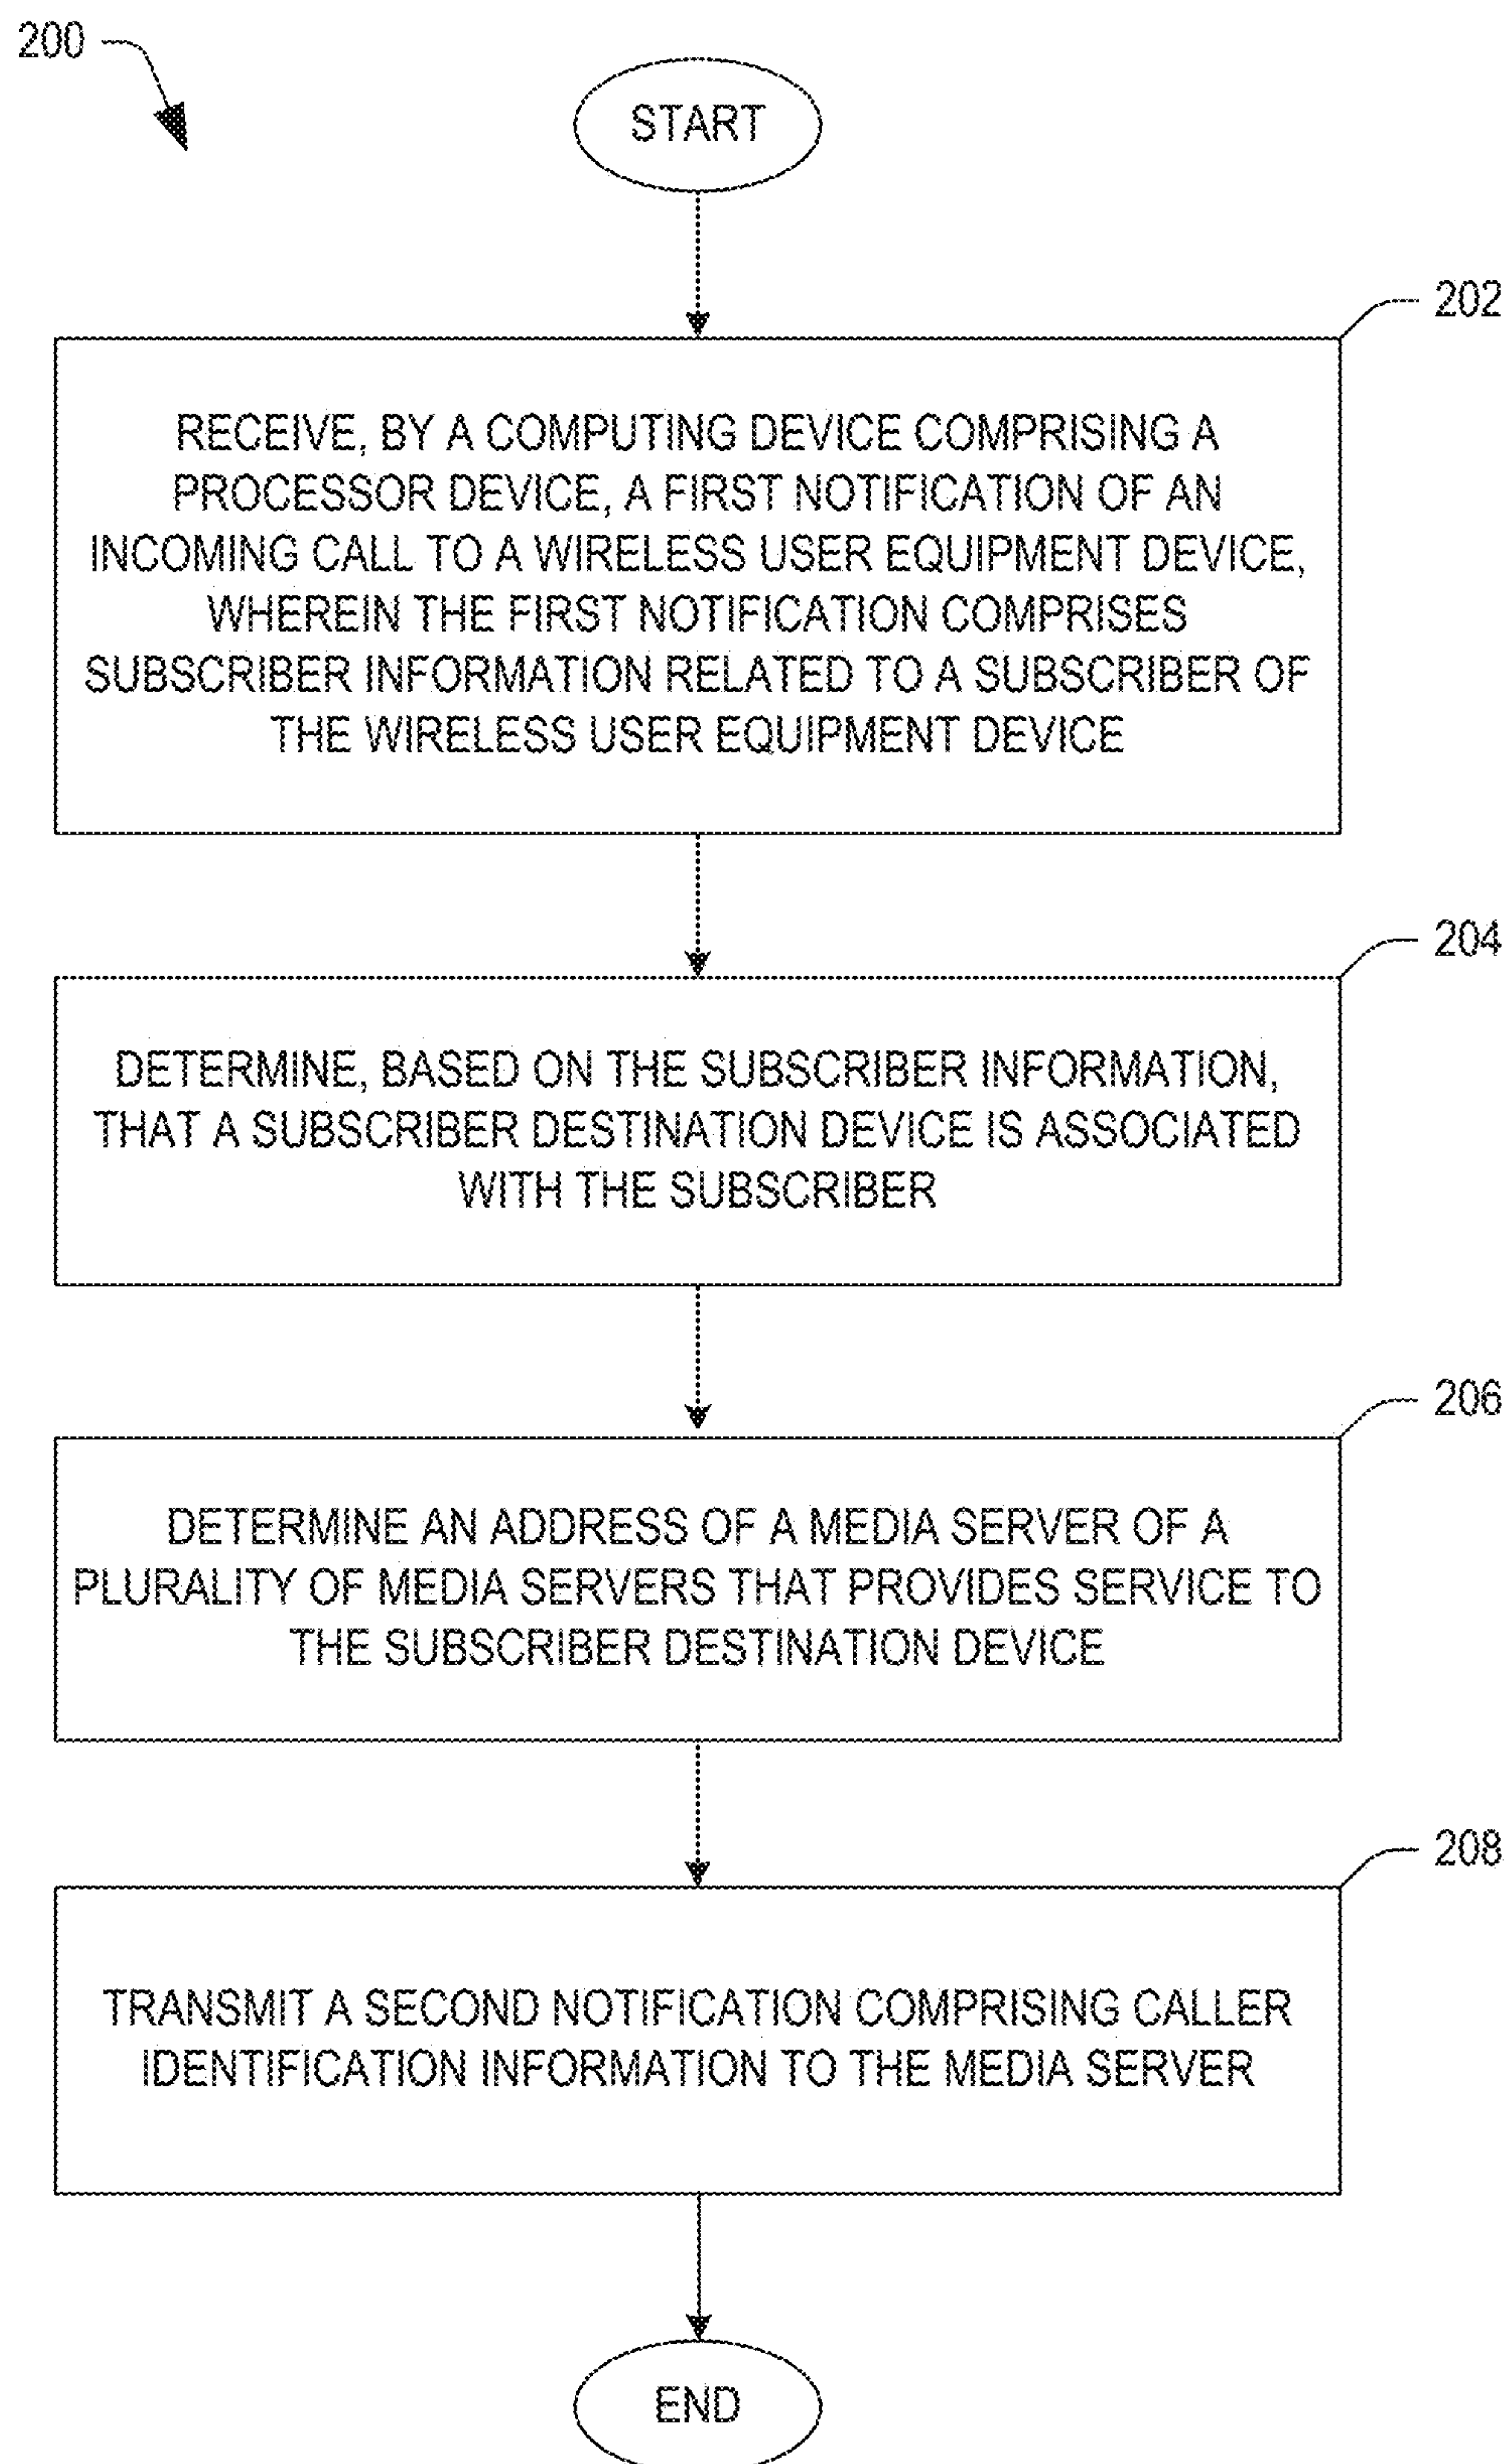 200
START
202
RECEIVE, BY A COMPUTING DEVICE COMPRISING A
PROCESSOR DEVICE, A FIRST NOTIFICATION OF AN
INCOMING CALL TO A WIRELESS USER EQUIPMENT DEVICE,
WHEREIN THE FIRST NOTIFICATION COMPRISES
SUBSCRIBER INFORMATION RELATED TO A SUBSCRIBER OF
THE WIRELESS USER EQUIPMENT DEVICE
204
DETERMINE, BASED ON THE SUBSCRIBER INFORMATION,
THAT A SUBSCRIBER DESTINATION DEVICE IS ASSOCIATED
WITH THE SUBSCRIBER
206
DETERMINE AN ADDRESS OF A MEDIA SERVER OF A
PLURALITY OF MEDIA SERVERS THAT PROVIDES SERVICE TO
THE SUBSCRIBER DESTINATION DEVICE
208
TRANSMIT A SECOND NOTIFICATION COMPRISING CALLER
IDENTIFICATION INFORMATION TO THE MEDIA SERVER
END